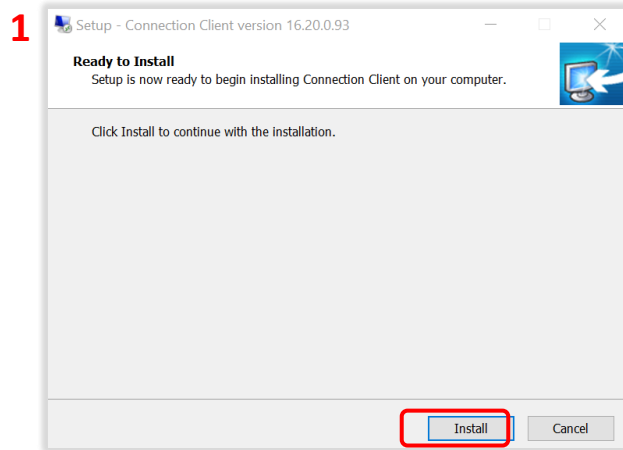 1
Setup - Connection Client version 16.20.0.93
Ready to Install
Setup is now ready to begin installing Connection Client on your computer.
Click Install to continue with the installation.
Install Cancel